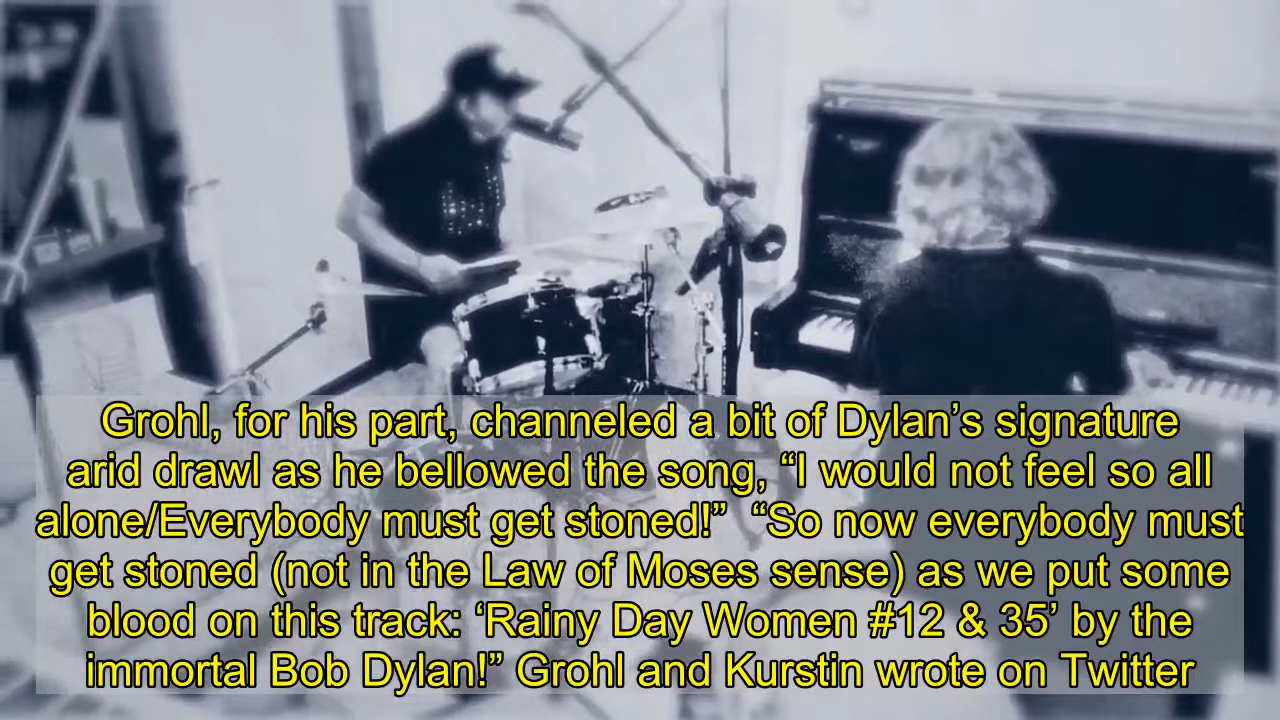 Grohl, for his part, channeled a bit of Dylan’s signature
arid drawl as he bellowed the song, “I would not feel so all
alone/Everybody must get stoned!”  “So now everybody must
get stoned (not in the Law of Moses sense) as we put some
blood on this track: ‘Rainy Day Women #12 & 35’ by the
immortal Bob Dylan!” Grohl and Kurstin wrote on Twitter